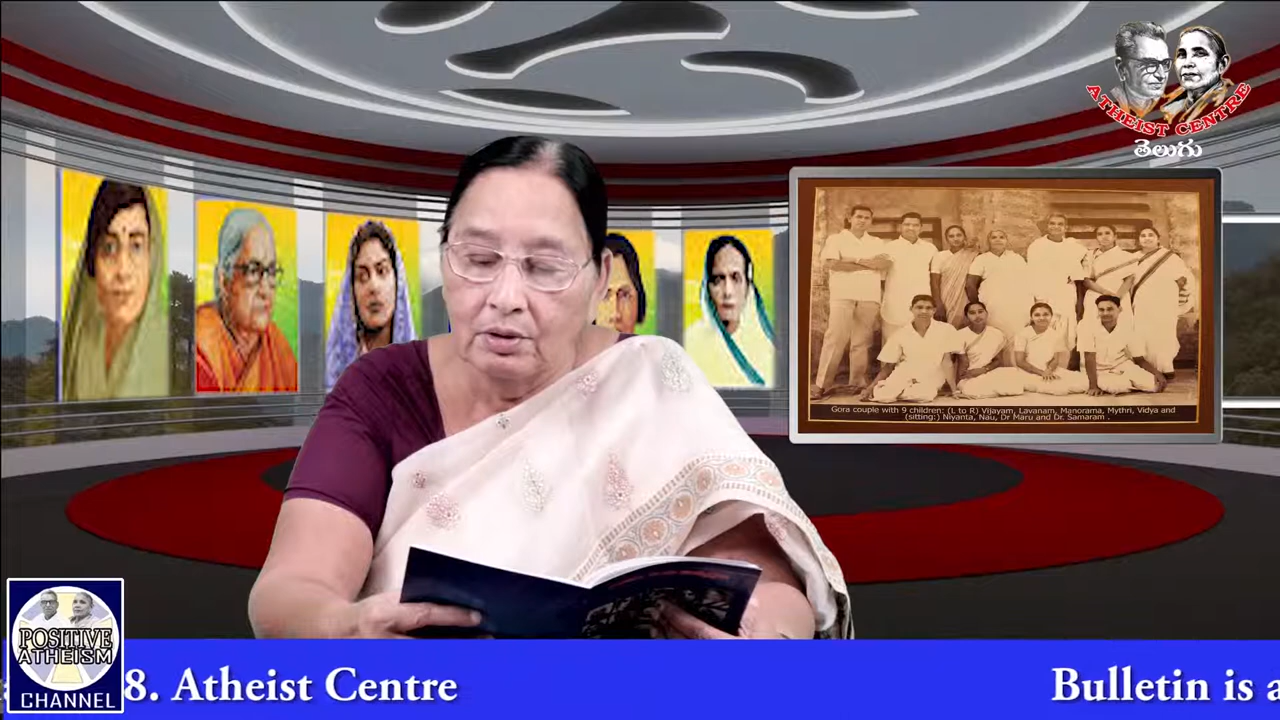 ATHEIST CENTRE
తెలుగు
Gora couple with 9 children: (L to R) Vijayam, Lavanam, Manorama, Mythri, Vidya and
(sitting:) Niyanta, Nau, Dr Maru and Dr. Samaram .
POSITIVE
ATHEISM
CHANNEL
8. Atheist Centre
Bulletin is